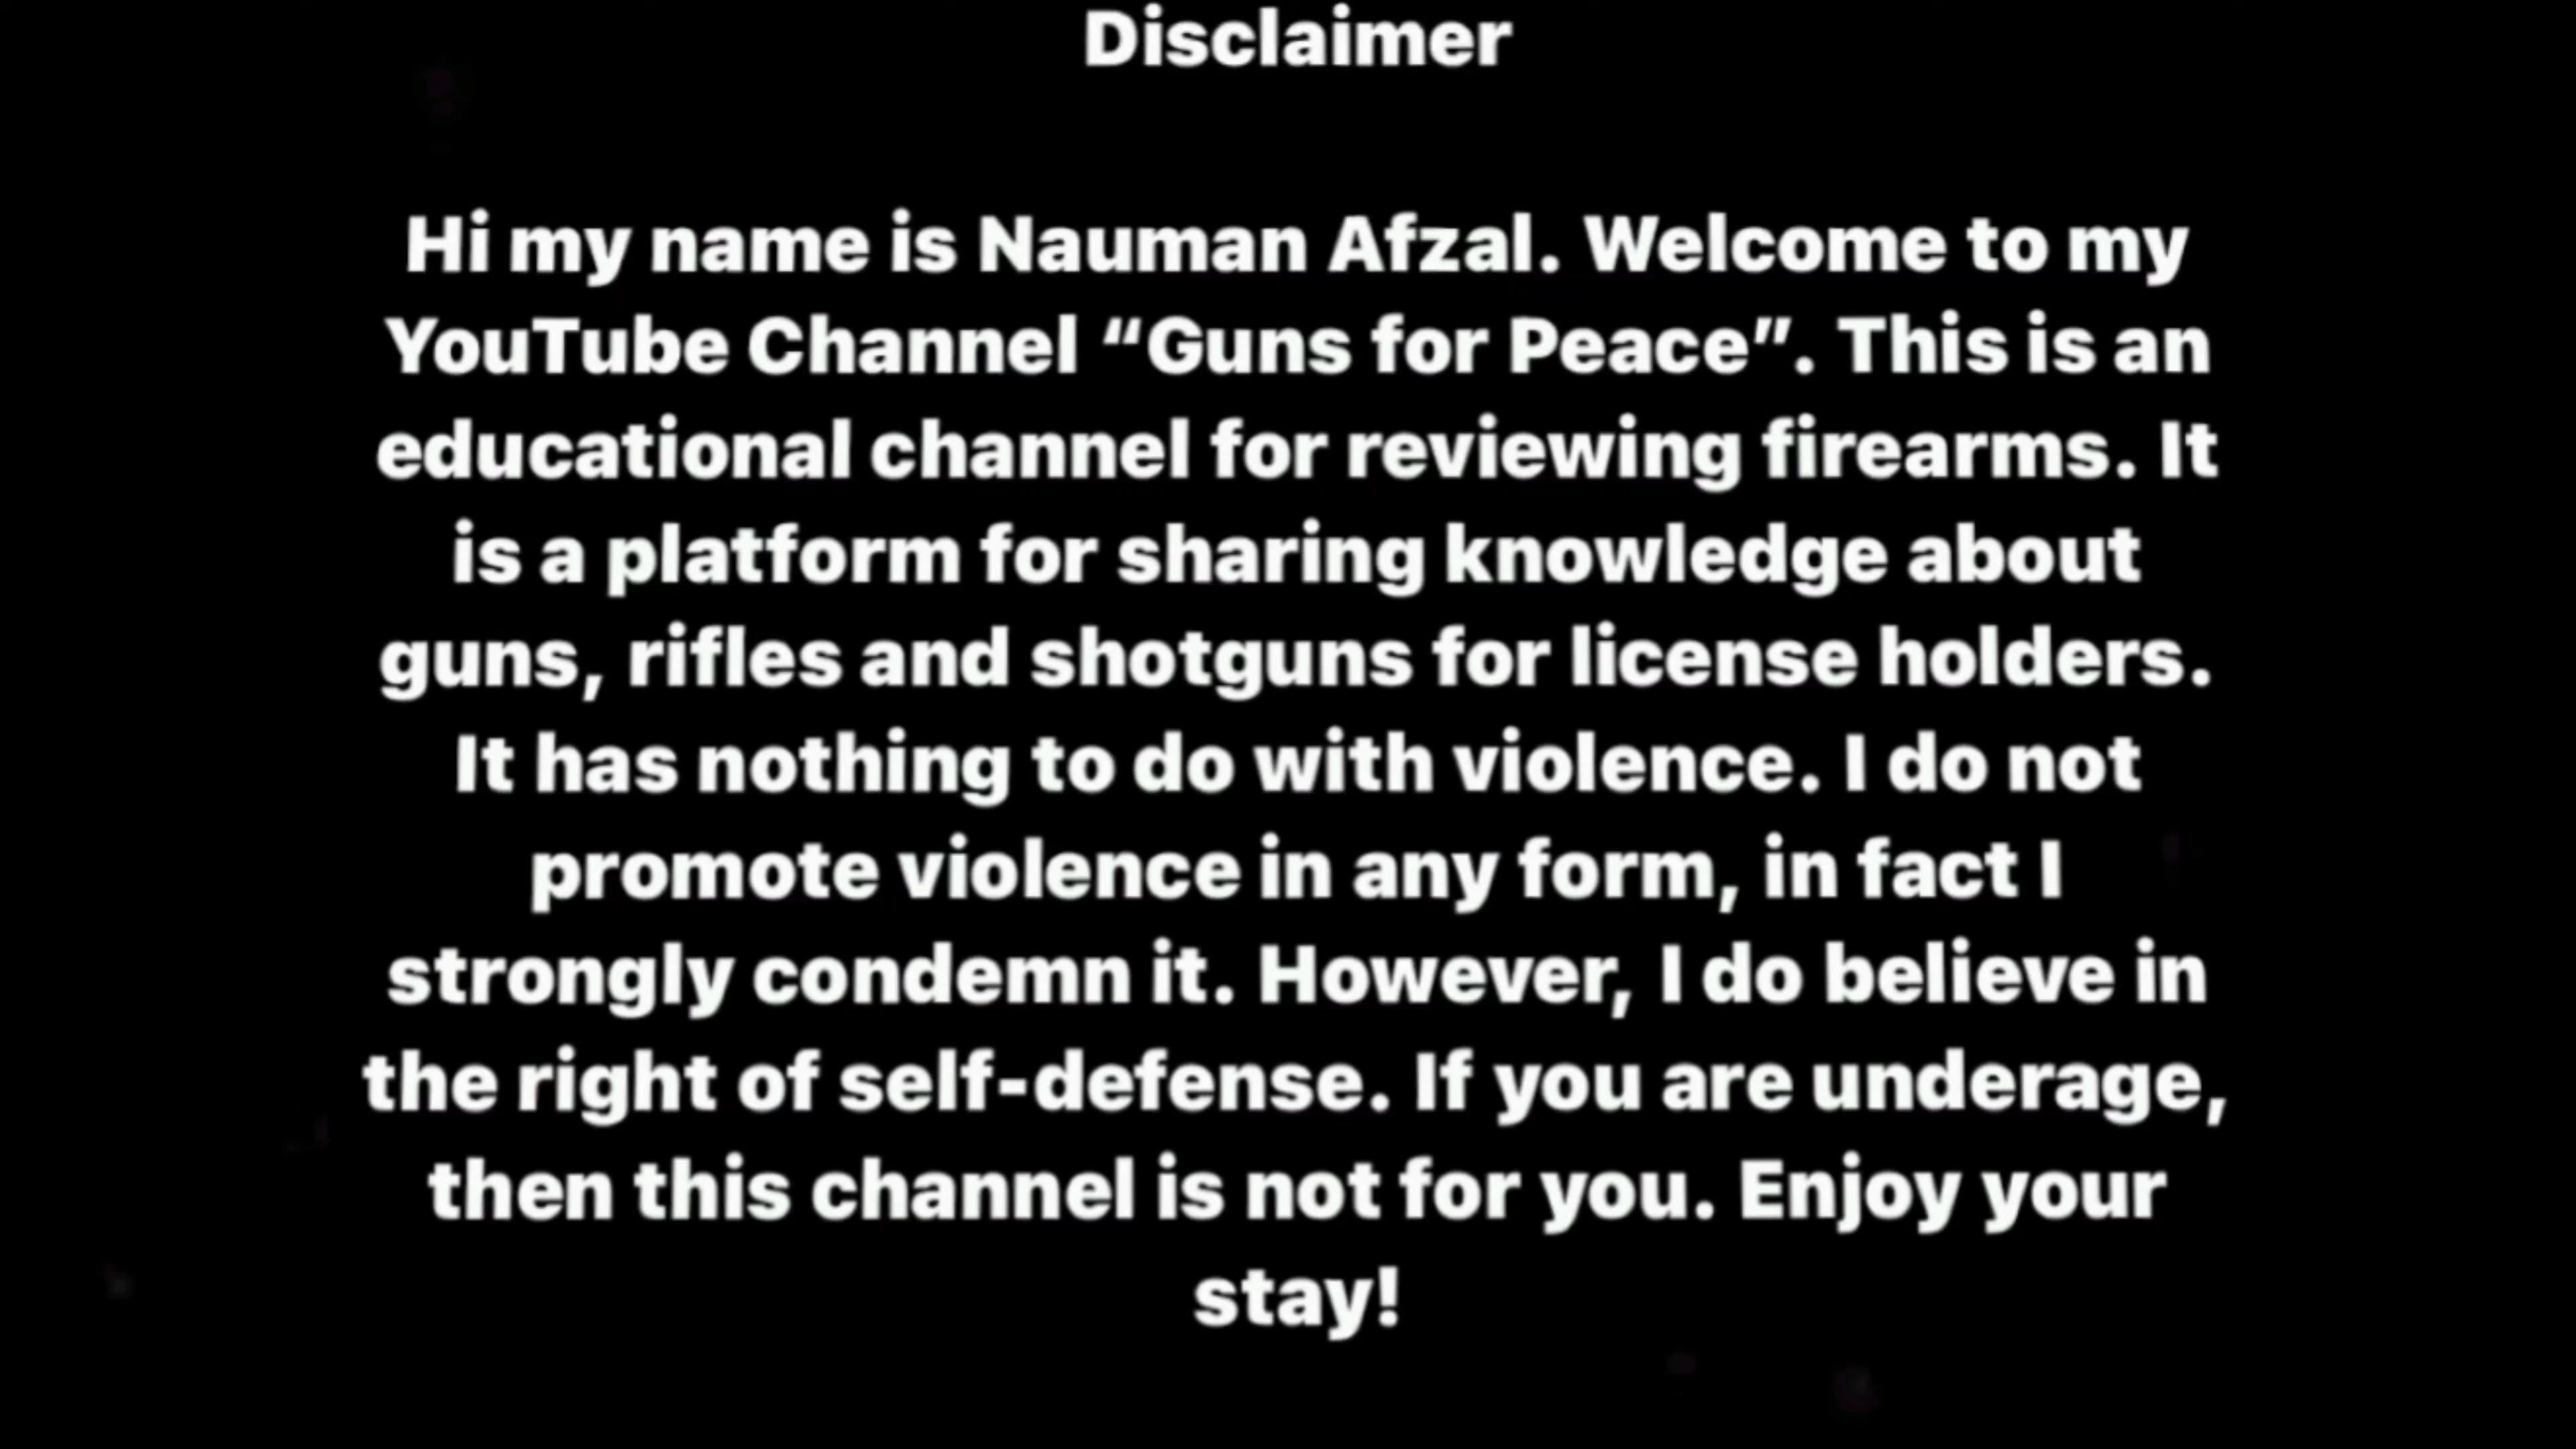 Disclaimer
Hi my name is Nauman Afzal. Welcome to my
YouTube Channel “Guns for Peace”. This is an
educational channel for reviewing firearms. It
is a platform for sharing knowledge about
guns, rifles and shotguns for license holders.
It has nothing to do with violence. I do not
promote violence in any form, in fact I
strongly condemn it. However, I do believe in
the right of self-defense. If you are underage,
then this channel is not for you. Enjoy your
stay!